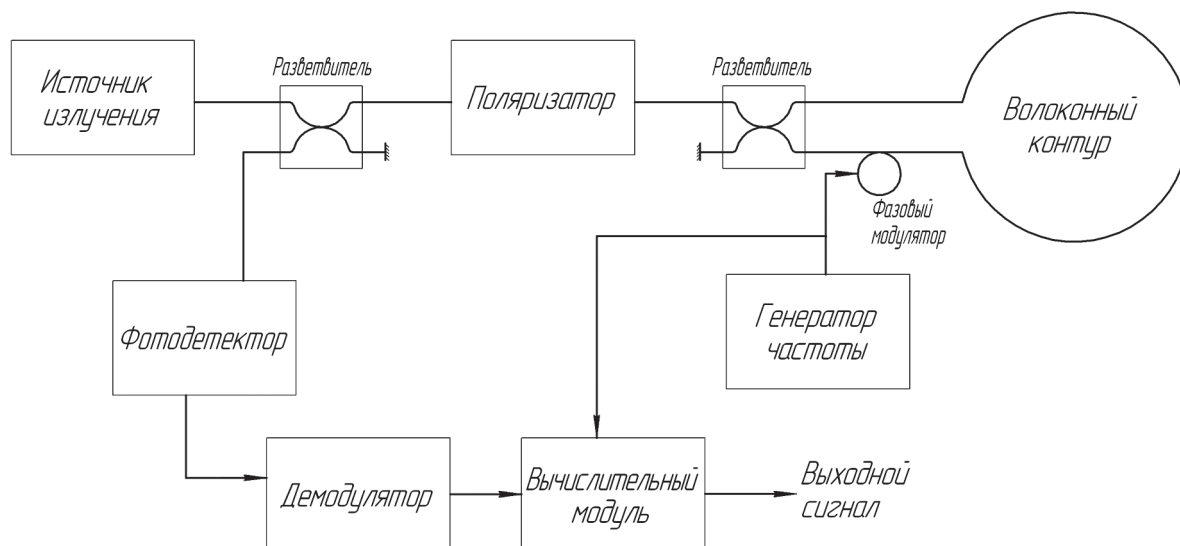 Источник
излучения
Разветвитель
Поляризатор
Разветвитель
Волоконный
контур
Фазовый
модулятор
Фотодетектор
Генератор
частоты
Демодулятор
Вычислительный
модуль
Выходной
сигнал